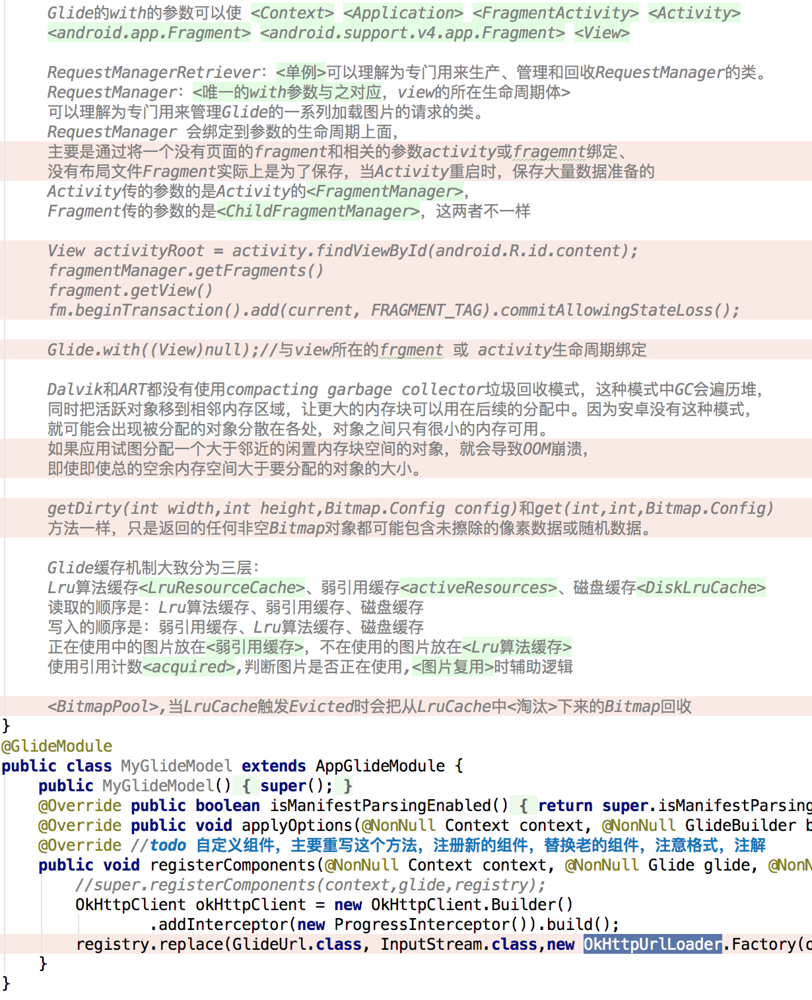 Glide的with的参数可以使 <Context> <Application> <FragmentActivity> <Activity>
<android.app.Fragment> <android.support.v4.app.Fragment> <View>
RequestManagerRetriever：<单例>可以理解为专门用来生产、管理和回收RequestManager的类。
RequestManager：<唯一的with参数与之对应，view的所在生命周期体>
可以理解为专门用来管理Glide的一系列加载图片的请求的类。
RequestManager 会绑定到参数的生命周期上面，
主要是通过将一个没有页面的fragment和相关的参数activity或fragemnt绑定、
没有布局文件Fragment实际上是为了保存，当Activity重启时，保存大量数据准备的
Activity传的参数的是Activity的<FragmentManager>，
Fragment传的参数的是<ChildFragmentManager>，这两者不一样
View activityRoot = activity.findViewById(android.R.id.content);
fragmentManager.getFragments()
fragment.getView()
fm.beginTransaction().add(current, FRAGMENT_TAG).commitAllowingStateLoss();
Glide.with((View)null);//与view所在的frgment 或 activity生命周期绑定
Dalvik和ART都没有使用compacting garbage collector垃圾回收模式，这种模式中GC会遍历堆，
同时把活跃对象移到相邻内存区域，让更大的内存块可以用在后续的分配中。因为安卓没有这种模式，
就可能会出现被分配的对象分散在各处，对象之间只有很小的内存可用。
如果应用试图分配一个大于邻近的闲置内存块空间的对象，就会导致OOM崩溃，
即使即使总的空余内存空间大于要分配的对象的大小。
getDirty(int width,int height,Bitmap.Config config)和get(int,int,Bitmap.Config)
方法一样，只是返回的任何非空Bitmap对象都可能包含未擦除的像素数据或随机数据。
Glide缓存机制大致分为三层：
Lru算法缓存<LruResourceCache>、弱引用缓存<activeResources>、磁盘缓存<DiskLruCache>
读取的顺序是：Lru算法缓存、弱引用缓存、磁盘缓存
写入的顺序是：弱引用缓存、Lru算法缓存、磁盘缓存
正在使用中的图片放在<弱引用缓存>，不在使用的图片放在<Lru算法缓存>
使用引用计数<acquired>,判断图片是否正在使用,<图片复用>时辅助逻辑
<BitmapPool>,当LruCache触发Evicted时会把从LruCache中<淘汰>下来的Bitmap回收
}
@GlideModule
public class MyGlideModel extends AppGlideModule {
public MyGlideModel() { super(); }
@Override public boolean isManifestParsingEnabled() { return super.isManifestParsing
@Override public void applyOptions(@NonNull Context context, @NonNull GlideBuilder b
@Override //todo 自定义组件，主要重写这个方法，注册新的组件，替换老的组件，注意格式，注解
public void registerComponents(@NonNull Context context, @NonNull Glide glide, @NonN
//super.registerComponents(context,glide,registry);
OkHttpClient okHttpClient = new OkHttpClient.Builder()
.addInterceptor(new ProgressInterceptor()).build();
registry.replace(GlideUrl.class, InputStream.class,new OkHttpUrlLoader.Factory(o
}
}